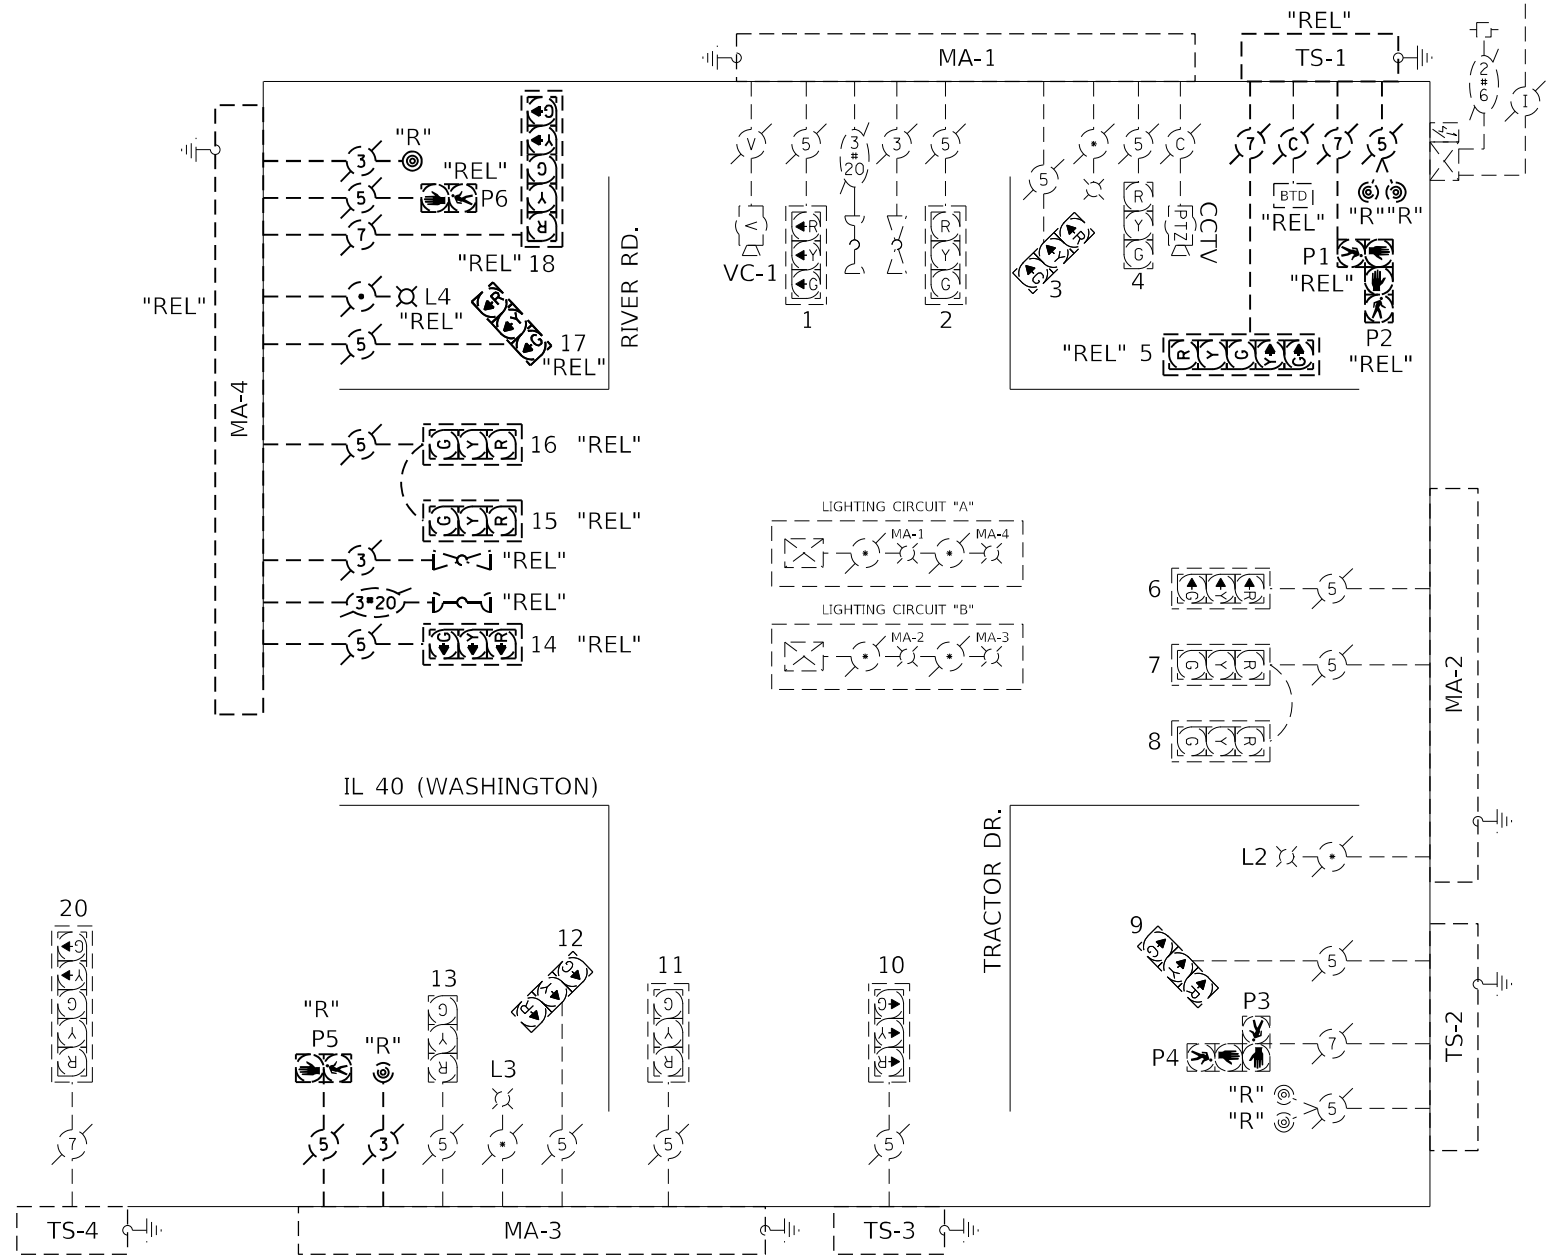 "REL"
MA-1
TS-1
2#6
I
V
5
3#20
3
5
*
5
C
7
C
7
5
5
"R"
3
"REL"
5
P6
7
G
Y
G
Y
R
"REL" 18
RIVER RD.
V
VC-1
R
Y
G
1
R
Y
G
2
R
Y
G
3
R
Y
G
4
PTZ
CCTV
BTD
"REL"
"R" "R"
P1
"REL"
P2
"REL"
"REL"
L4
"REL"
R
Y
G
17
"REL"
5
"REL" 5
R Y G Y G
MA-4
5
G Y R
16 "REL"
G Y R
15 "REL"
3
"REL"
3#20
"REL"
5
G Y R
14 "REL"
LIGHTING CIRCUIT "A"
* MA-1 * MA-4
LIGHTING CIRCUIT "B"
* MA-2 * MA-3
6
G Y R
5
7
G Y R
5
8
G Y R
MA-2
IL 40 (WASHINGTON)
TRACTOR DR.
L2 *
20
G
Y
G
Y
R
7
"R"
P5
5
"R"
3
13
G
Y
R
5
L3
*
12
G
Y
R
5
11
G
Y
R
5
10
G
Y
R
5
9
G
Y
R
5
P3
P4
7
"R"
"R"
5
TS-2
TS-4
MA-3
TS-3